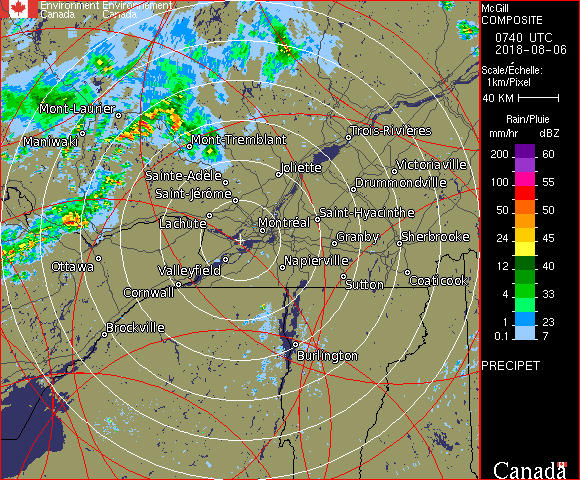 Environment Environnement
Canada Canada
Mont-Laurier
Maniwaki
Mont-Tremblant
Trois-Rivières
Sainte-Adèle
Joliette
Victoriaville
Saint-Jérôme
Drummondville
Lachute
Montréal
Saint-Hyacinthe
Granby
Sherbrooke
Ottawa
Valleyfield
Napierville
Cornwall
Sutton
Coaticook
Brockville
Burlington
McGill
COMPOSITE
0740 UTC
2018-08-06
Scale/Échelle:
1km/Pixel
40 KM
Rain/Pluie
mm/hr dBZ
200 60
100 55
50 50
24 45
12 40
4 33
1 23
0.1 7
PRECIPET
Canada